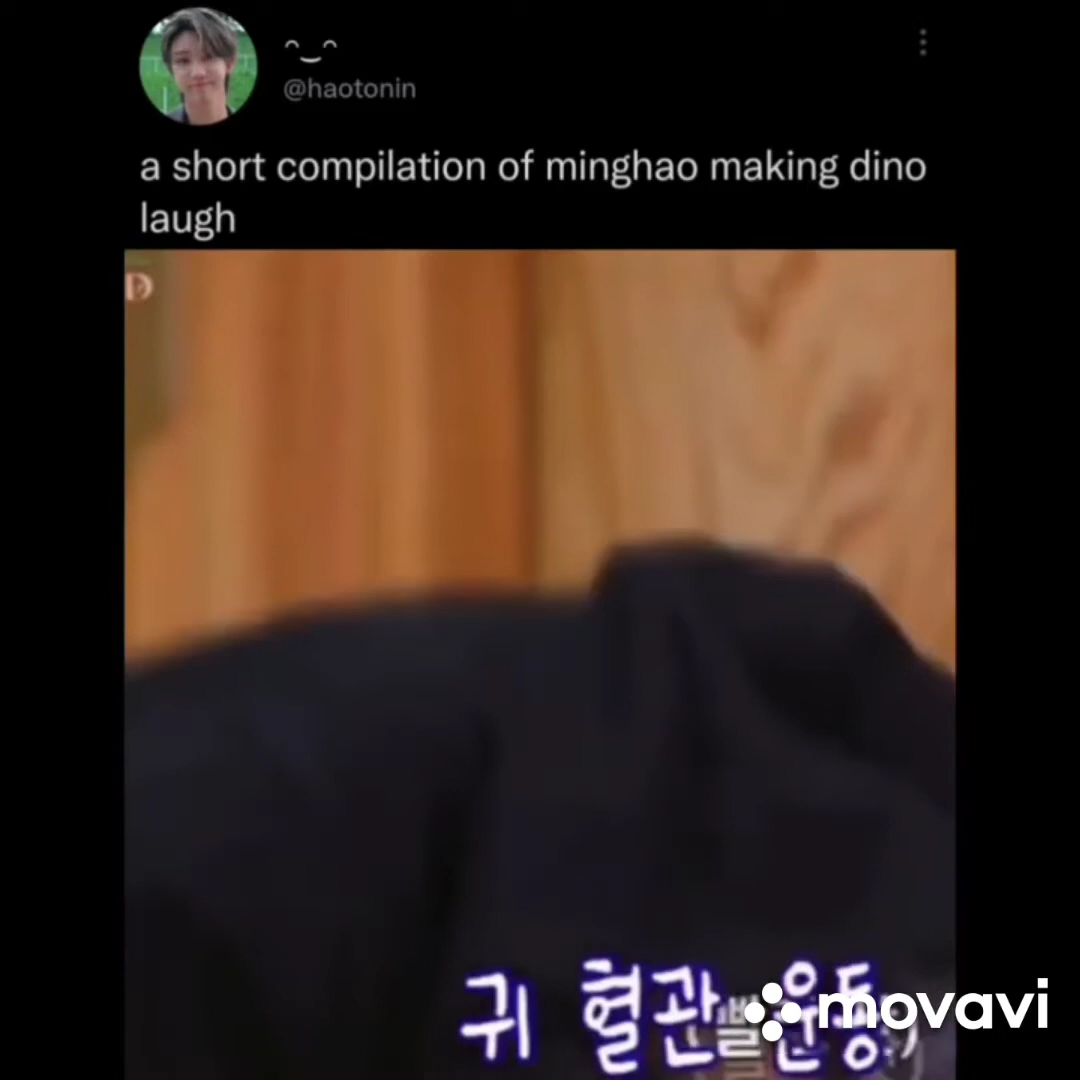 @haotonin
a short compilation of minghao making dino
laugh
귀 혈관 운동
movavi